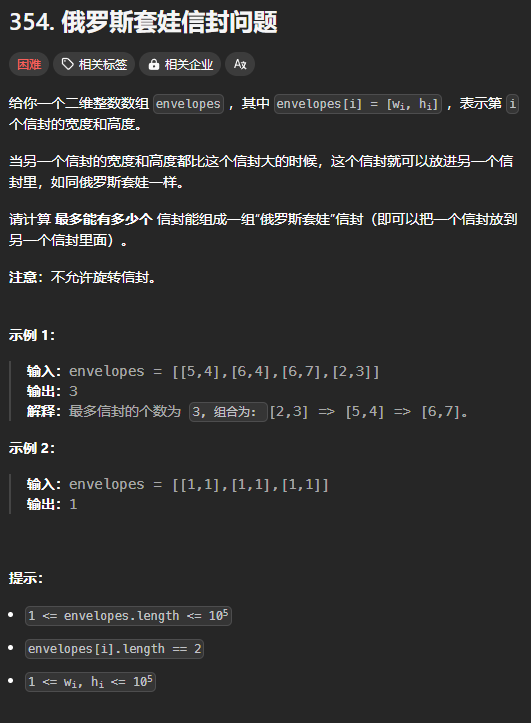 354. 俄罗斯套娃信封问题
困难 相关标签 相关企业 A文
给你一个二维整数数组 envelopes ，其中 envelopes[i] = [wi, hi] ，表示第 i
个信封的宽度和高度。
当另一个信封的宽度和高度都比这个信封大的时候，这个信封就可以放进另一个信
封里，如同俄罗斯套娃一样。
请计算 最多能有多少个 信封能组成一组“俄罗斯套娃”信封（即可以把一个信封放到
另一个信封里面）。
注意：不允许旋转信封。
示例 1：
输入：envelopes = [[5,4],[6,4],[6,7],[2,3]]
输出：3
解释：最多信封的个数为 3, 组合为: [2,3] => [5,4] => [6,7]。
示例 2：
输入：envelopes = [[1,1],[1,1],[1,1]]
输出：1
提示：
1 <= envelopes.length <= 10⁵
envelopes[i].length == 2
1 <= wi, hi <= 10⁵